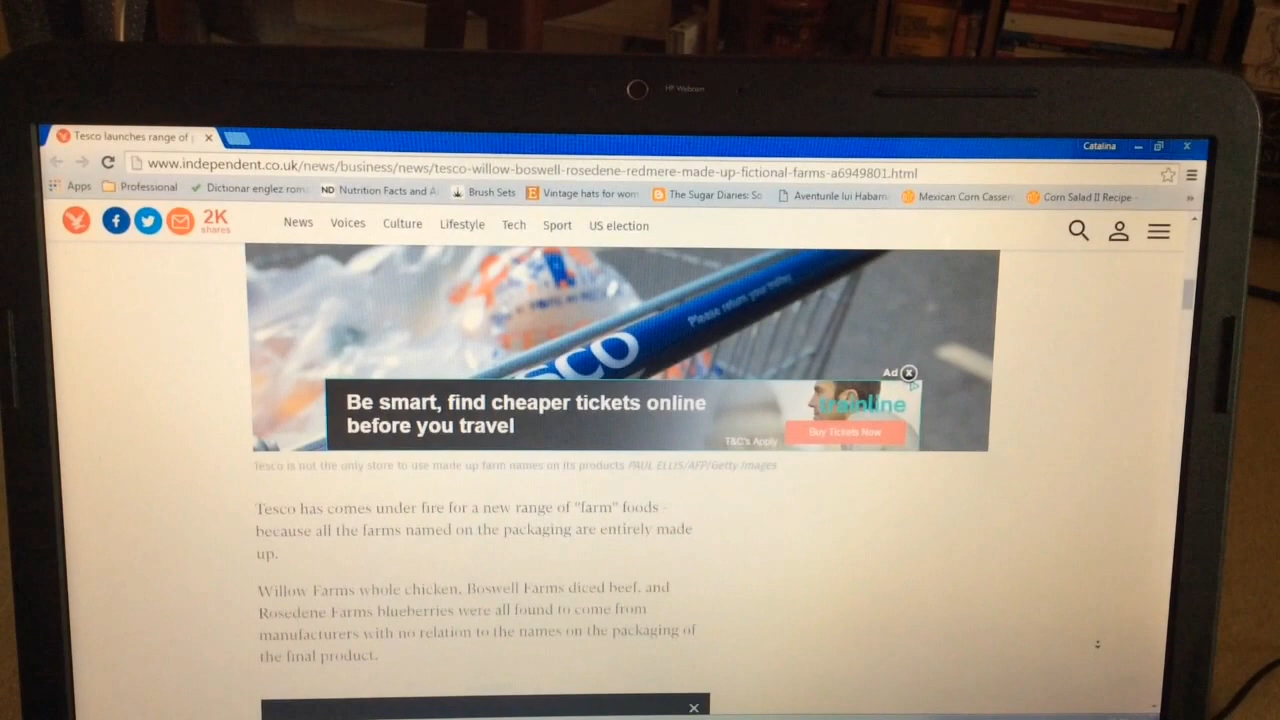 HP Webcam
Tesco launches range of
Catalina
www.independent.co.uk/news/business/news/tesco-willow-boswell-rosedene-redmere-made-up-fictional-farms-a6949801.html
Apps Professional Dictionar englez rom ND Nutrition Facts and A Brush Sets Vintage hats for wom The Sugar Diaries: So Aventurile lui Habarn Mexican Corn Casser Corn Salad II Recipe - »
2K
shares
News Voices Culture Lifestyle Tech Sport US election
Please return your trolley
SCO
Ad
Be smart, find cheaper tickets online
before you travel
trainline
Buy Tickets Now
T&C's Apply
Tesco is not the only store to use made up farm names on its products PAUL ELLIS/AFP/Getty Images
Tesco has comes under fire for a new range of "farm" foods -
because all the farms named on the packaging are entirely made
up.
Willow Farms whole chicken, Boswell Farms diced beef, and
Rosedene Farms blueberries were all found to come from
manufacturers with no relation to the names on the packaging of
the final product.